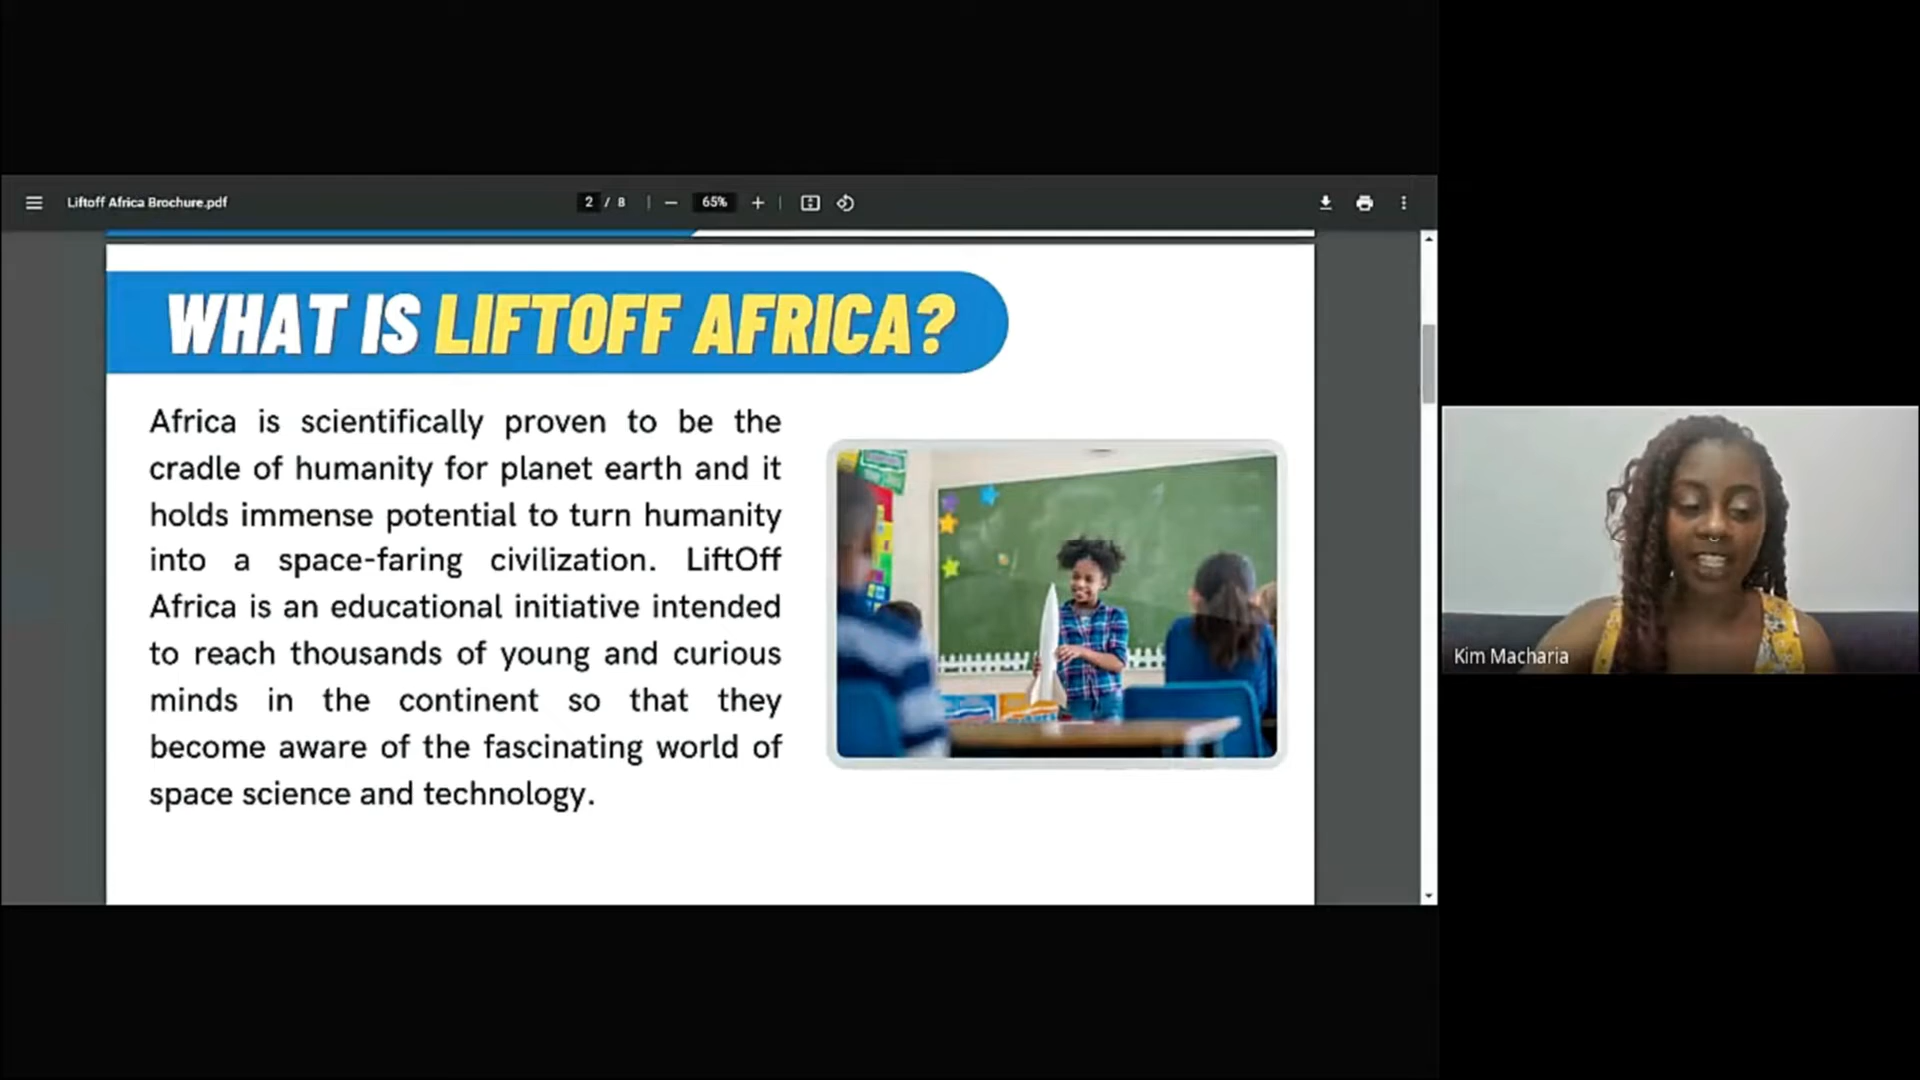 Liftoff Africa Brochure.pdf
2 / 8
65%
WHAT IS LIFTOFF AFRICA?
Africa is scientifically proven to be the
cradle of humanity for planet earth and it
holds immense potential to turn humanity
into a space-faring civilization. LiftOff
Africa is an educational initiative intended
to reach thousands of young and curious
minds in the continent so that they
become aware of the fascinating world of
space science and technology.
Kim Macharia